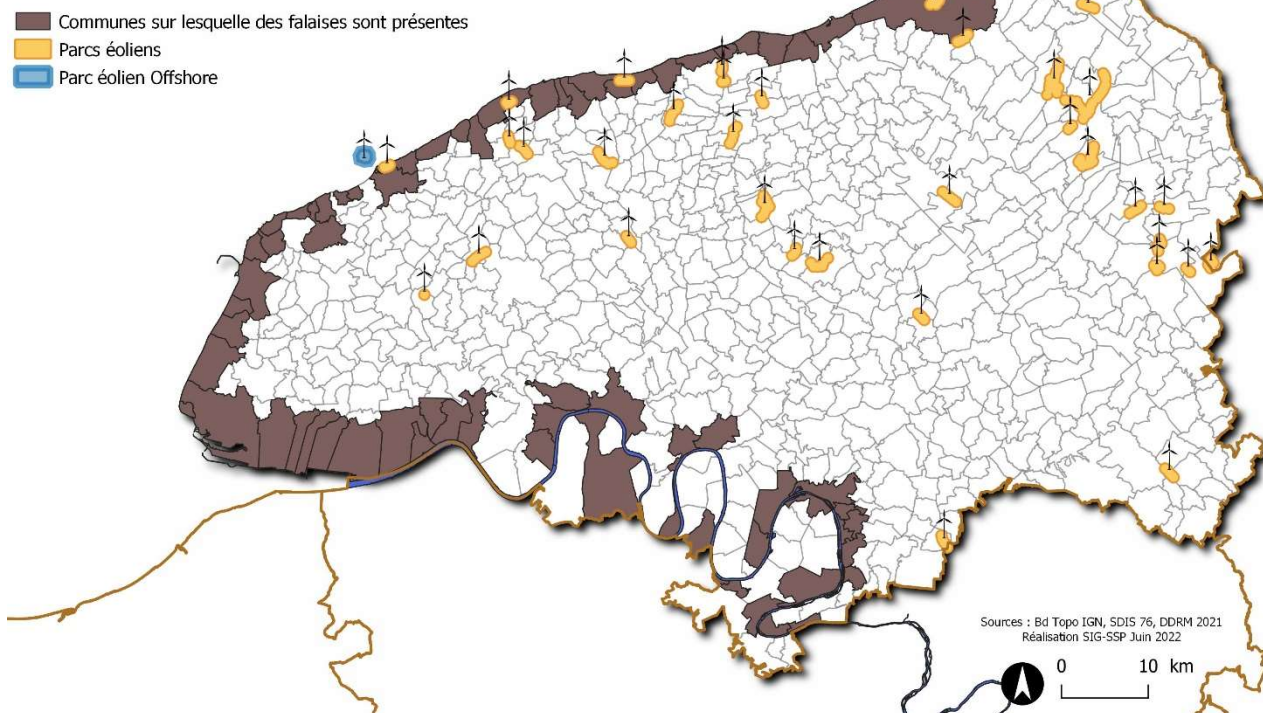 Communes sur lesquelle des falaises sont présentes
Parcs éoliens
Parc éolien Offshore
Sources : Bd Topo IGN, SDIS 76, DDRM 2021
Réalisation SIG-SSP Juin 2022
0 10 km